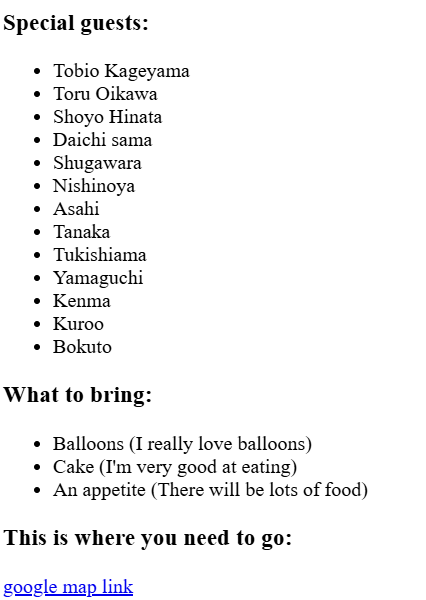 Special guests:
Tobio Kageyama
Toru Oikawa
Shoyo Hinata
Daichi sama
Shugawara
Nishinoya
Asahi
Tanaka
Tukishiama
Yamaguchi
Kenma
Kuroo
Bokuto
What to bring:
Balloons (I really love balloons)
Cake (I'm very good at eating)
An appetite (There will be lots of food)
This is where you need to go:
google map link